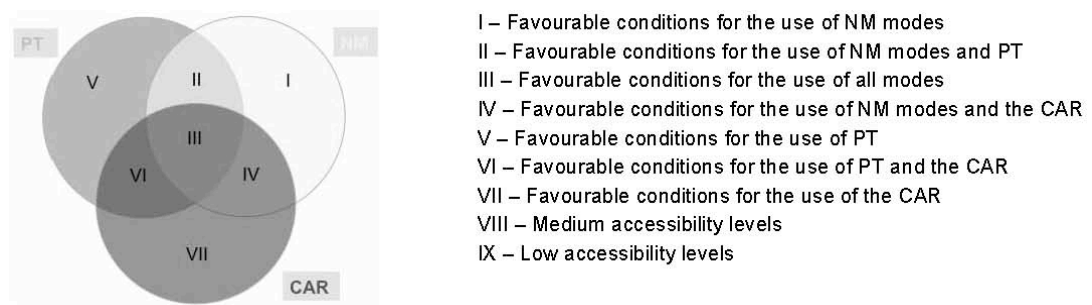 PT
NM
V
II
I
III
VI
IV
VII
CAR
I – Favourable conditions for the use of NM modes
II – Favourable conditions for the use of NM modes and PT
III – Favourable conditions for the use of all modes
IV – Favourable conditions for the use of NM modes and the CAR
V – Favourable conditions for the use of PT
VI – Favourable conditions for the use of PT and the CAR
VII – Favourable conditions for the use of the CAR
VIII – Medium accessibility levels
IX – Low accessibility levels